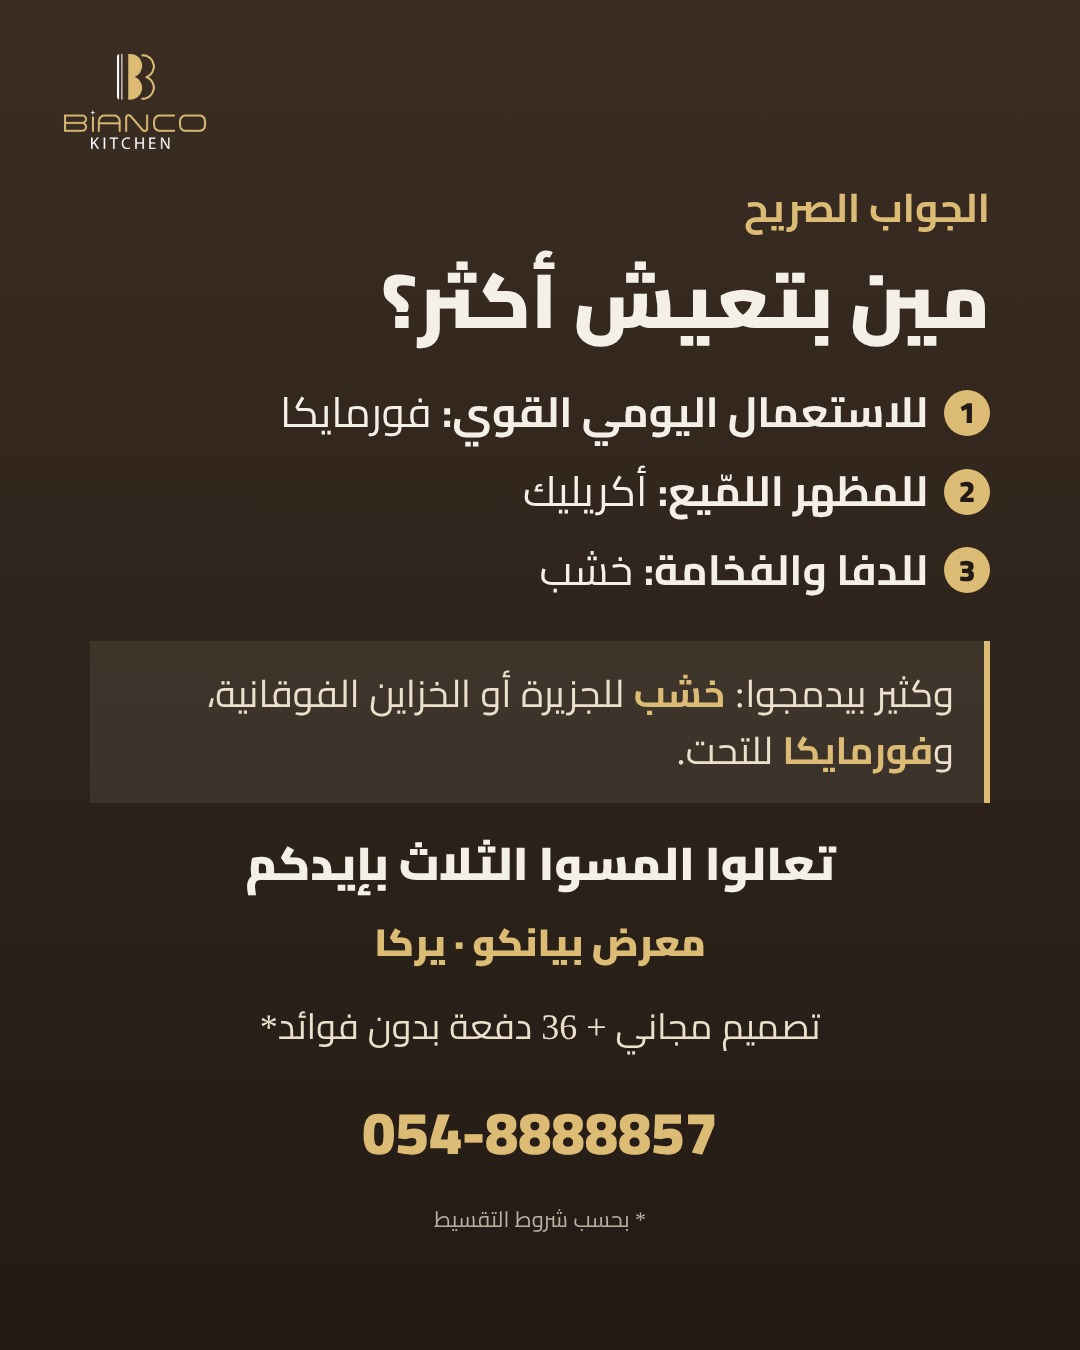 BiANCO
KITCHEN
الجواب الصريح
مين بتعيش أكثر؟
1 للاستعمال اليومي القوي: فورمايكا
2 للمظهر اللمّيع: أكريليك
3 للدفا والفخامة: خشب
وكثير بيدمجوا: خشب للجزيرة أو الخزاين الفوقانية،
وفورمايكا للتحت.
تعالوا المسوا الثلاث بإيدكم
معرض بيانكو · يركا
تصميم مجاني + 36 دفعة بدون فوائد*
054-8888857
* بحسب شروط التقسيط